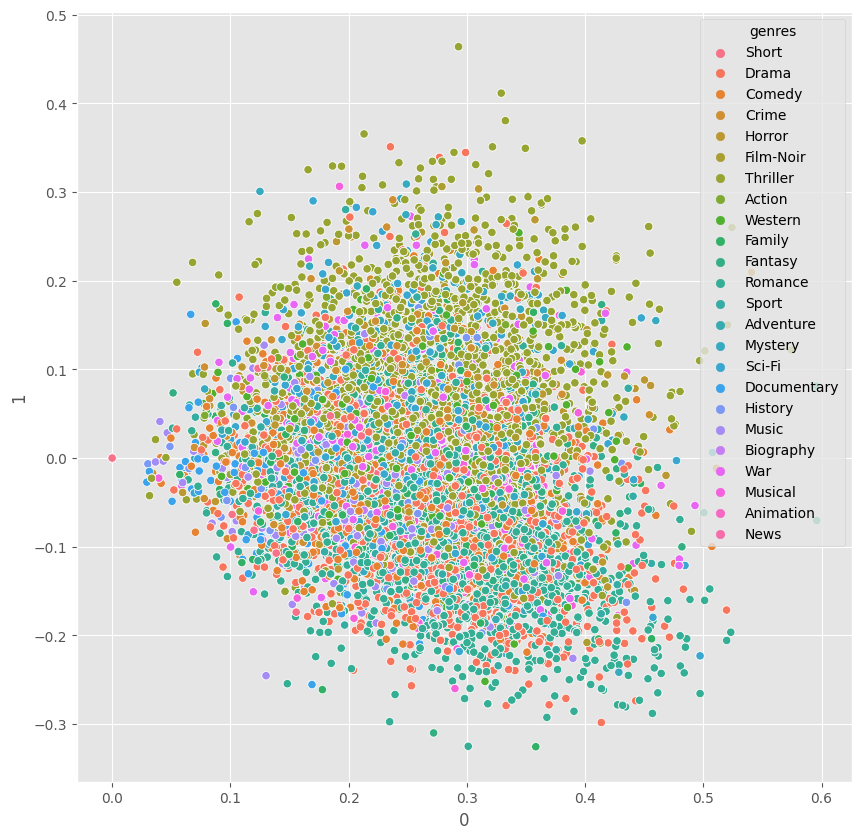 genres
Short
Drama
Comedy
Crime
Horror
Film-Noir
Thriller
Action
Western
Family
Fantasy
Romance
Sport
Adventure
Mystery
Sci-Fi
Documentary
History
Music
Biography
War
Musical
Animation
News
0.5
0.4
0.3
0.2
0.1
0.0
−0.1
−0.2
−0.3
1
0.0 0.1 0.2 0.3 0.4 0.5 0.6
0